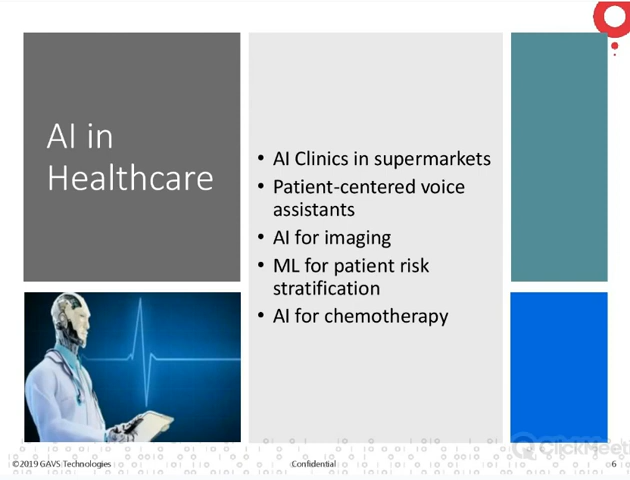 AI in
Healthcare
• AI Clinics in supermarkets
• Patient-centered voice
assistants
• AI for imaging
• ML for patient risk
stratification
• AI for chemotherapy
ClickMeeti
©2019 GAVS Technologies
Confidential
6